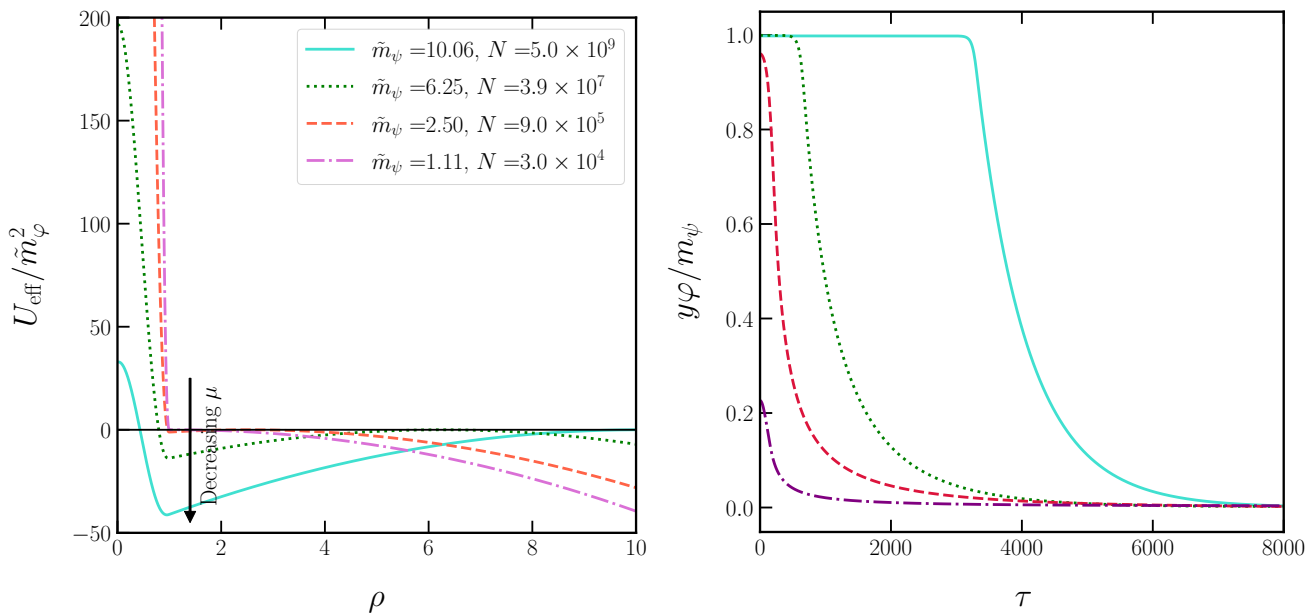 200
150
100
50
0
−50
0
2
4
6
8
10
U_eff/m̃²_φ
ρ
m̃_ψ =10.06, N =5.0 × 10⁹
m̃_ψ =6.25, N =3.9 × 10⁷
m̃_ψ =2.50, N =9.0 × 10⁵
m̃_ψ =1.11, N =3.0 × 10⁴
Decreasing μ
1.0
0.8
0.6
0.4
0.2
0.0
0
2000
4000
6000
8000
yφ/m_ψ
τ